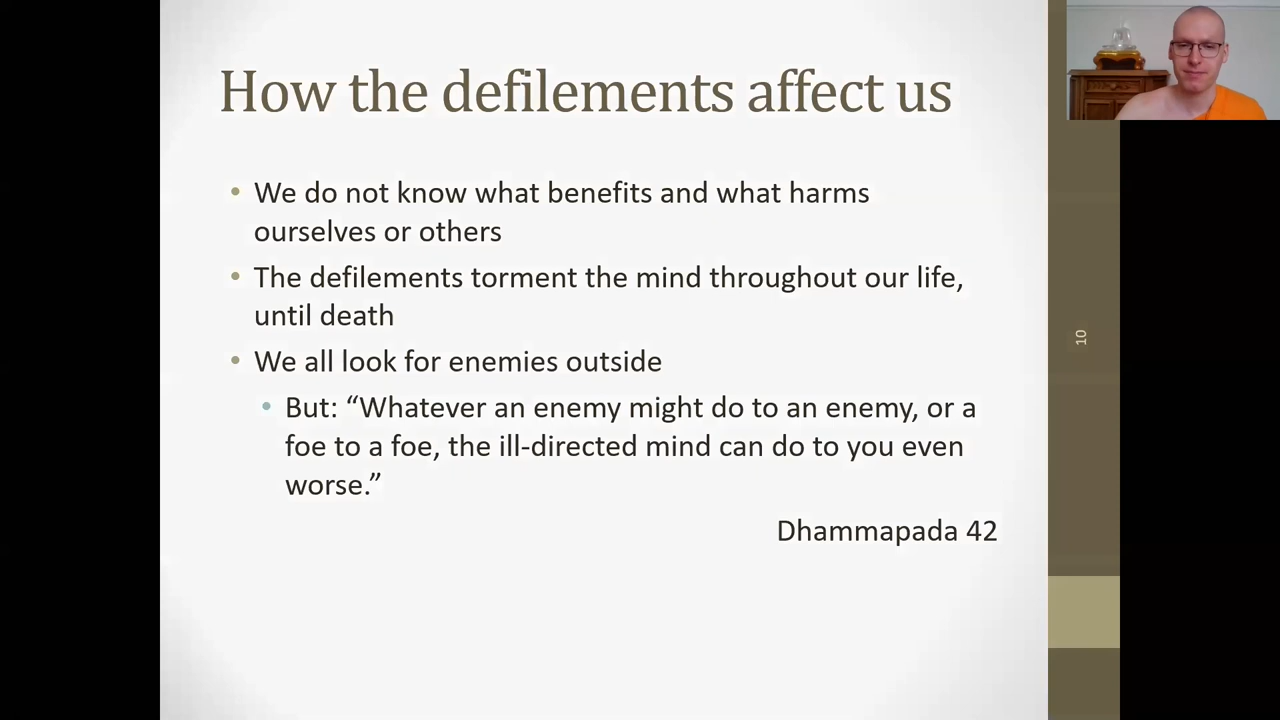 How the defilements affect us
• We do not know what benefits and what harms
ourselves or others
• The defilements torment the mind throughout our life,
until death
• We all look for enemies outside
• But: “Whatever an enemy might do to an enemy, or a
foe to a foe, the ill-directed mind can do to you even
worse.”
Dhammapada 42
10